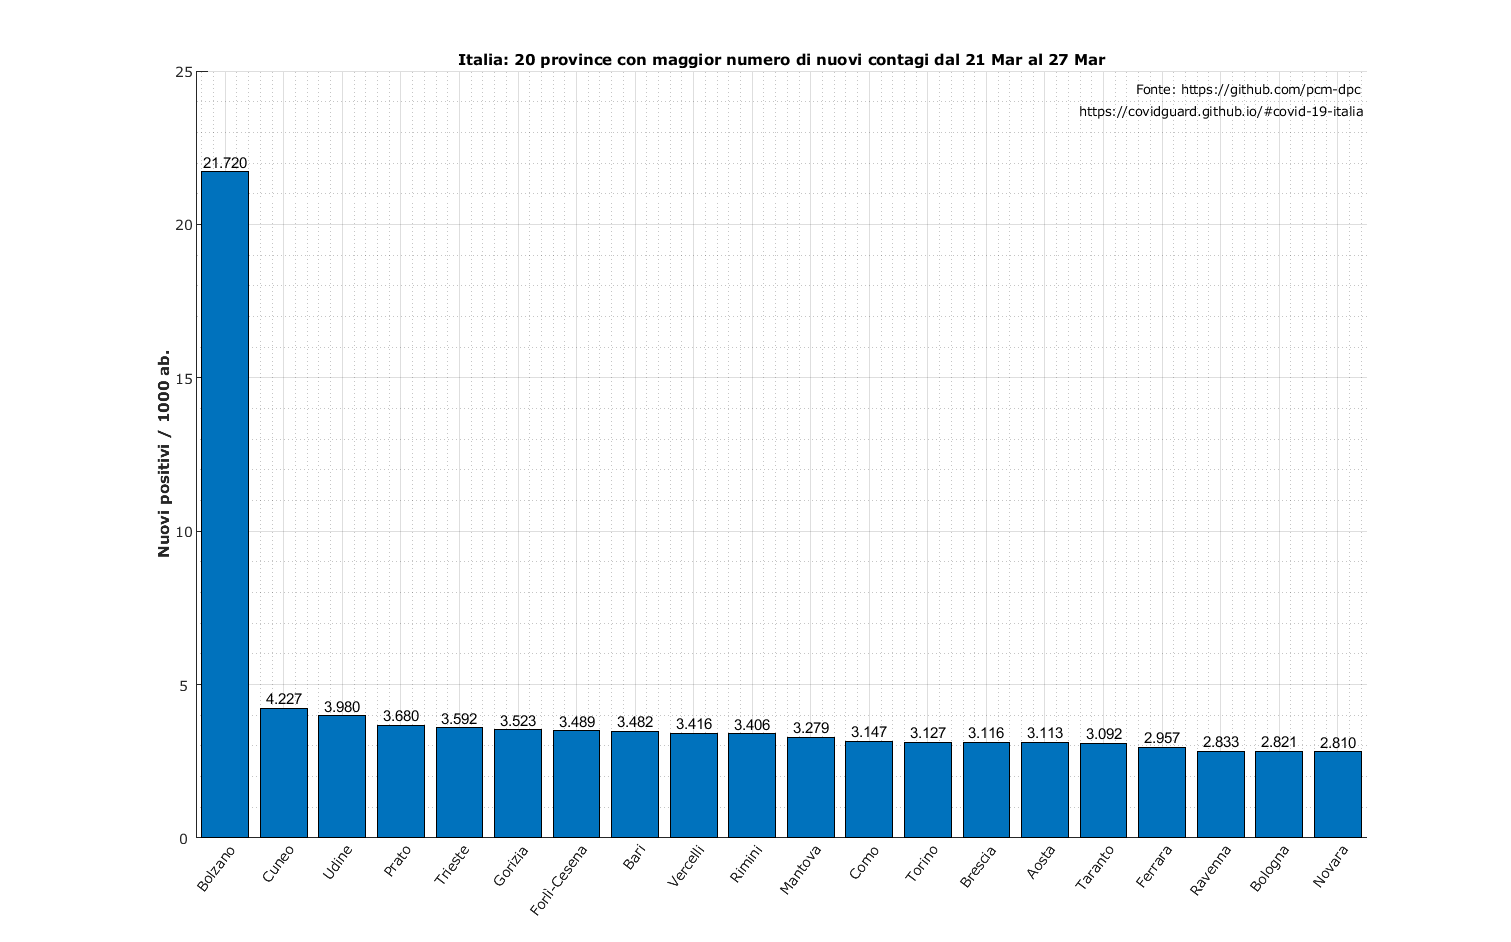 Italia: 20 province con maggior numero di nuovi contagi dal 21 Mar al 27 Mar
Fonte: https://github.com/pcm-dpc
https://covidguard.github.io/#covid-19-italia
Nuovi positivi / 1000 ab.
25
20
15
10
5
0
21.720
4.227
3.980
3.680
3.592
3.523
3.489
3.482
3.416
3.406
3.279
3.147
3.127
3.116
3.113
3.092
2.957
2.833
2.821
2.810
Bolzano
Cuneo
Udine
Prato
Trieste
Gorizia
Forlì-Cesena
Bari
Vercelli
Rimini
Mantova
Como
Torino
Brescia
Aosta
Taranto
Ferrara
Ravenna
Bologna
Novara